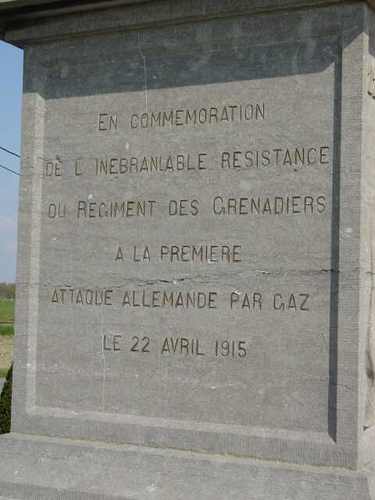 EN COMMEMORATION
DE L INEBRANLABLE RESISTANCE
DU REGIMENT DES GRENADIERS
A LA PREMIERE
ATTAQUE ALLEMANDE PAR GAZ
LE 22 AVRIL 1915